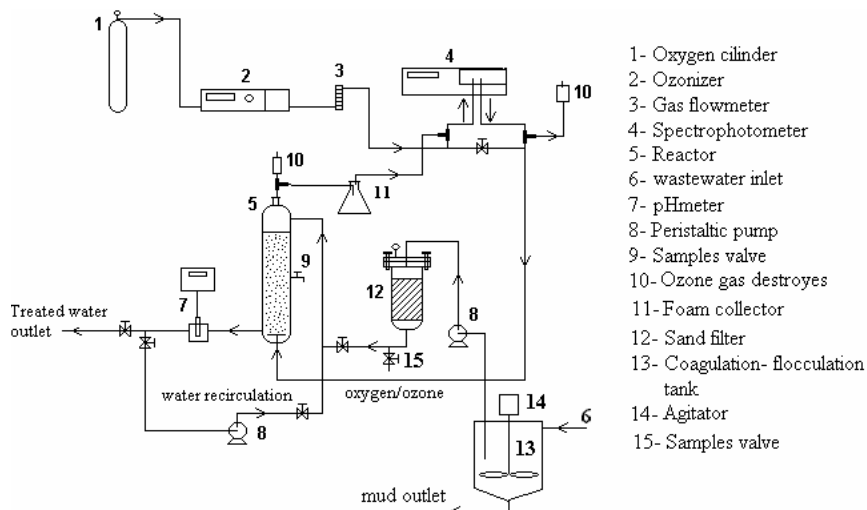 1
2
3
4
10
10
5
11
9
12
7
8
Treated water
outlet
15
water recirculation
oxygen/ozone
8
14
6
13
mud outlet
1- Oxygen cilinder
2- Ozonizer
3- Gas flowmeter
4- Spectrophotometer
5- Reactor
6- wastewater inlet
7- pHmeter
8- Peristaltic pump
9- Samples valve
10- Ozone gas destroyes
11- Foam collector
12- Sand filter
13- Coagulation- flocculation
tank
14- Agitator
15- Samples valve